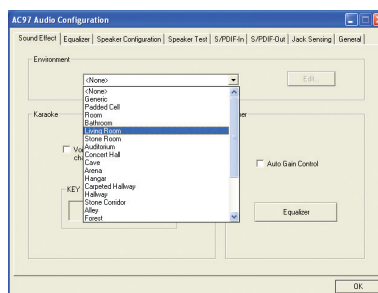 AC97 Audio Configuration
Sound Effect Equalizer Speaker Configuration Speaker Test S/PDIF-In S/PDIF-Out Jack Sensing General
Environment
<None>
Edit...
<None>
Generic
Padded Cell
Room
Bathroom
Living Room
Stone Room
Auditorium
Concert Hall
Cave
Arena
Hangar
Carpeted Hallway
Hallway
Stone Corridor
Alley
Forest
Karaoke
KEY
Auto Gain Control
Equalizer
OK